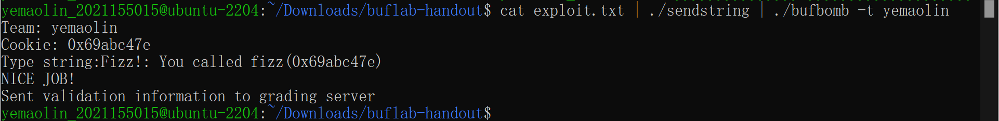 yemaolin_2021155015@ubuntu-2204:~/Downloads/buflab-handout$ cat exploit.txt | ./sendstring | ./bufbomb -t yemaolin
Team: yemaolin
Cookie: 0x69abc47e
Type string:Fizz!: You called fizz(0x69abc47e)
NICE JOB!
Sent validation information to grading server
yemaolin_2021155015@ubuntu-2204:~/Downloads/buflab-handout$